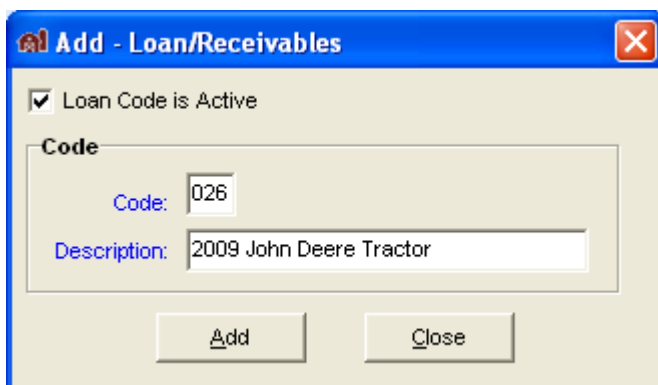 Add - Loan/Receivables
Loan Code is Active
Code
Code: 026
Description: 2009 John Deere Tractor
Add Close